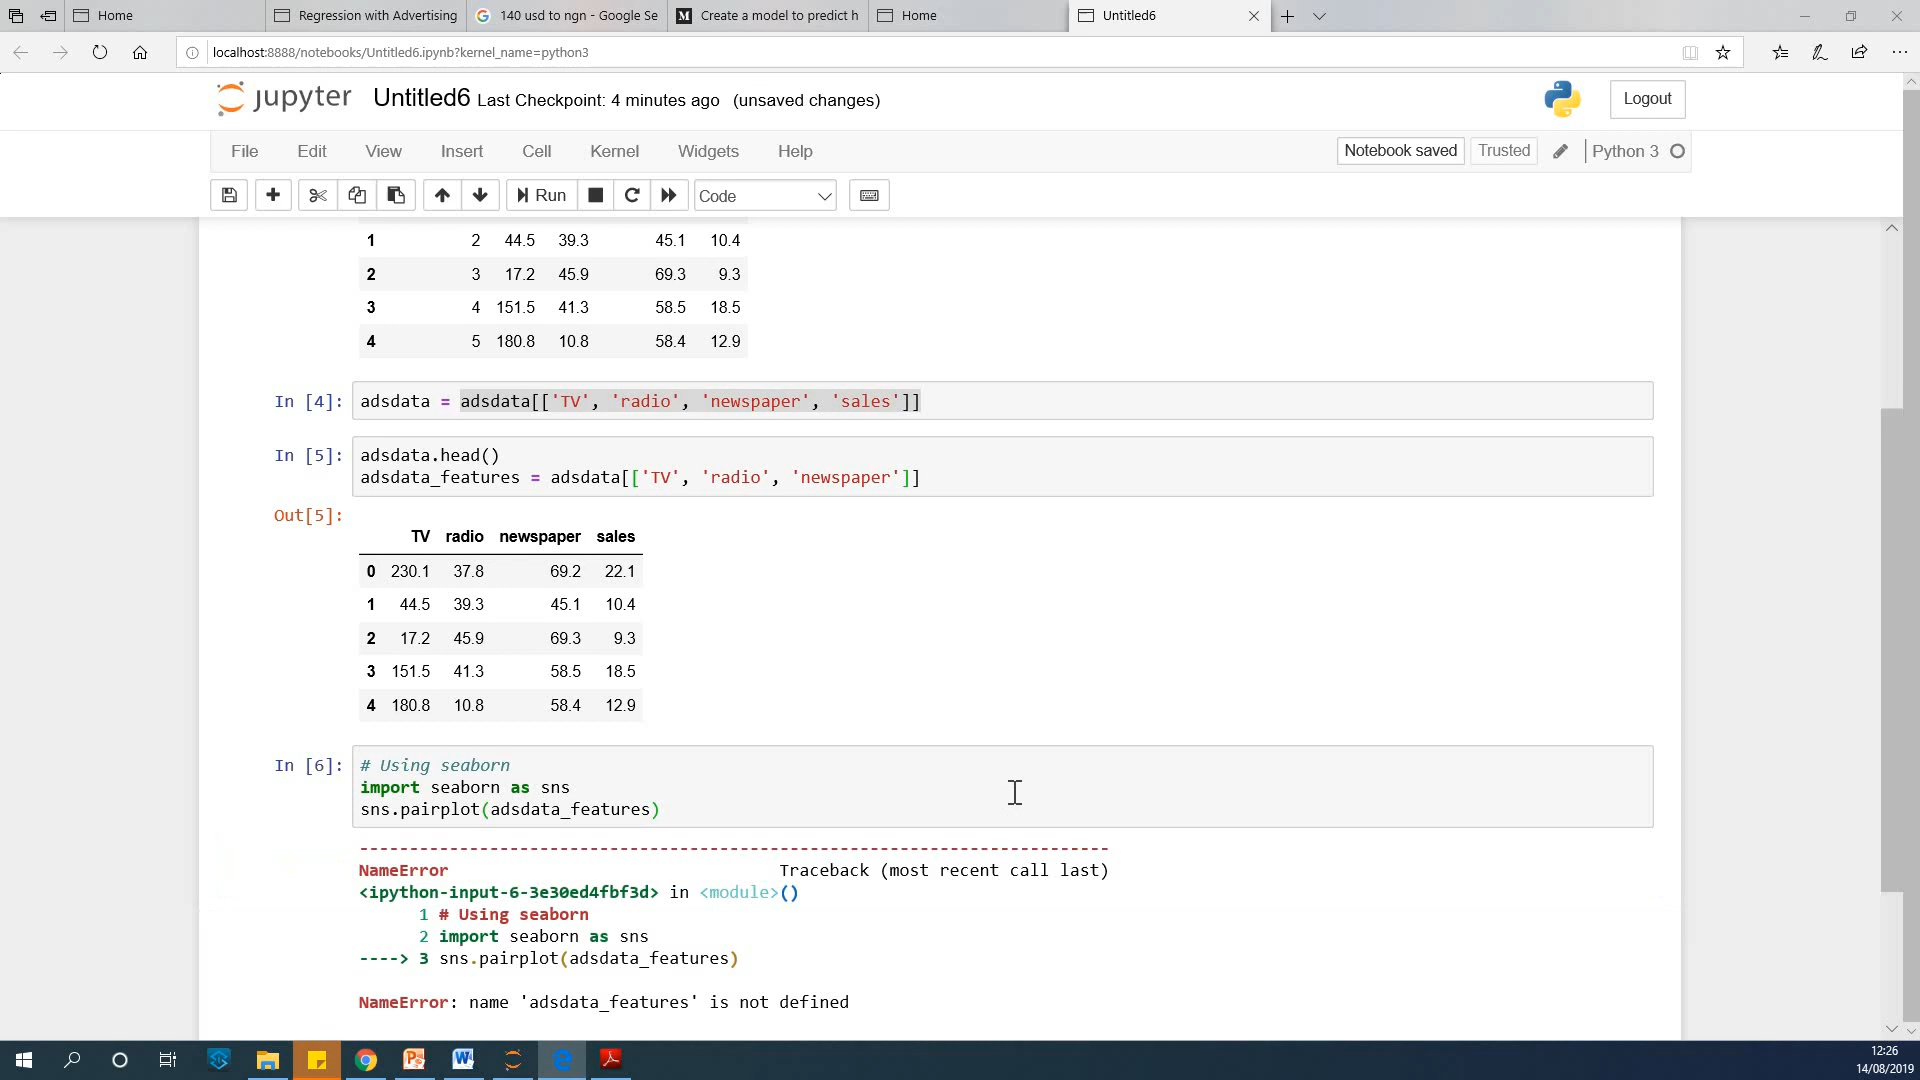 Home
Regression with Advertising
140 usd to ngn - Google Se
Create a model to predict h
Home
Untitled6
localhost:8888/notebooks/Untitled6.ipynb?kernel_name=python3
jupyter Untitled6 Last Checkpoint: 4 minutes ago (unsaved changes)
Logout
File Edit View Insert Cell Kernel Widgets Help
Notebook saved Trusted Python 3
Run Code
1 2 44.5 39.3 45.1 10.4
2 3 17.2 45.9 69.3 9.3
3 4 151.5 41.3 58.5 18.5
4 5 180.8 10.8 58.4 12.9
In [4]: adsdata = adsdata[['TV', 'radio', 'newspaper', 'sales']]
In [5]: adsdata.head()
adsdata_features = adsdata[['TV', 'radio', 'newspaper']]
Out[5]:
TV radio newspaper sales
0 230.1 37.8 69.2 22.1
1 44.5 39.3 45.1 10.4
2 17.2 45.9 69.3 9.3
3 151.5 41.3 58.5 18.5
4 180.8 10.8 58.4 12.9
In [6]: # Using seaborn
import seaborn as sns
sns.pairplot(adsdata_features)
---------------------------------------------------------------------------
NameError Traceback (most recent call last)
<ipython-input-6-3e30ed4fbf3d> in <module>()
1 # Using seaborn
2 import seaborn as sns
----> 3 sns.pairplot(adsdata_features)
NameError: name 'adsdata_features' is not defined
12:26
14/08/2019